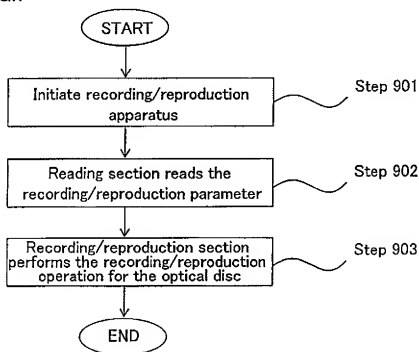 START
Initiate recording/reproduction
apparatus
Step 901
Reading section reads the
recording/reproduction parameter
Step 902
Recording/reproduction section
performs the recording/reproduction
operation for the optical disc
Step 903
END